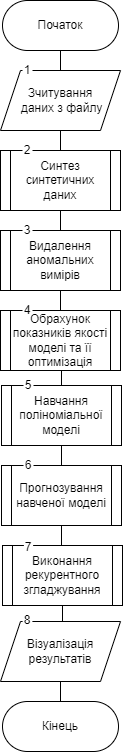 Початок
1
Зчитування
даних з файлу
2
Синтез
синтетичних
даних
3
Видалення
аномальних
вимірів
4
Обрахунок
показників якості
моделі та її
оптимізація
5
Навчання
поліноміальної
моделі
6
Прогнозування
навченої моделі
7
Виконання
рекурентного
згладжування
8
Візуалізація
результатів
Кінець